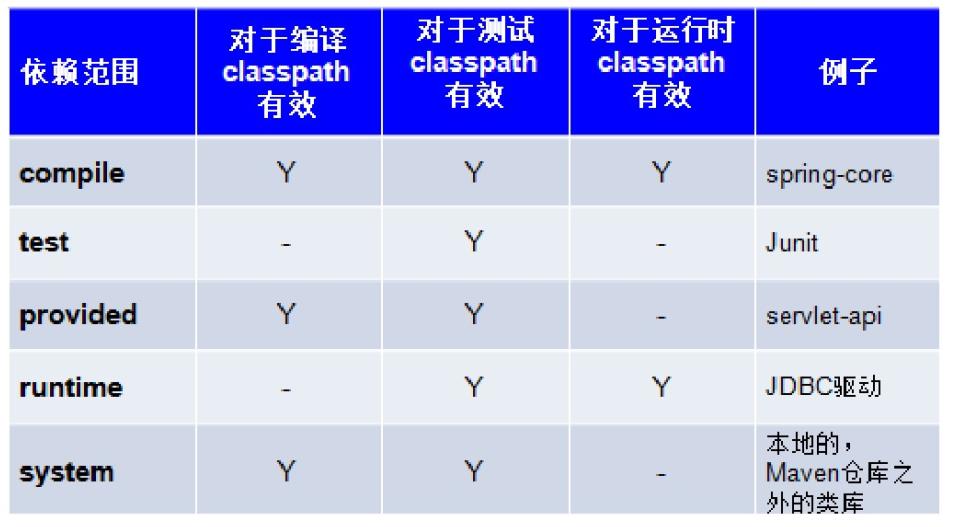 依赖范围
对于编译
classpath
有效
对于测试
classpath
有效
对于运行时
classpath
有效
例子
compile Y Y Y spring-core
test - Y - Junit
provided Y Y - servlet-api
runtime - Y Y JDBC驱动
system Y Y - 本地的，
Maven仓库之
外的类库